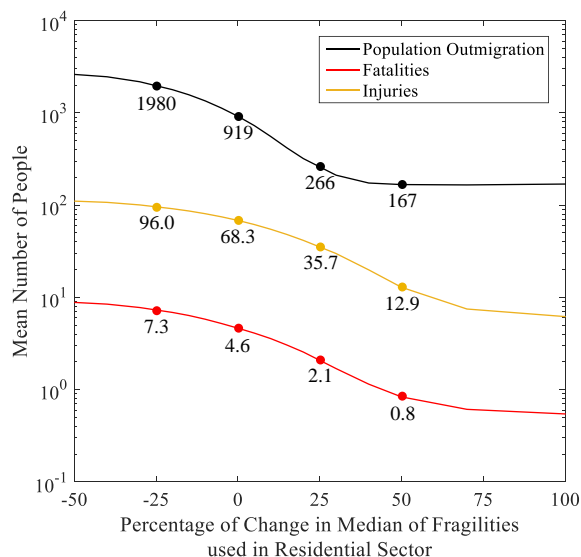 10^4
Population Outmigration
Fatalities
Injuries
10^3
1980
919
266
167
10^2
96.0
68.3
35.7
12.9
10^1
7.3
4.6
2.1
0.8
10^0
10^-1
Mean Number of People
-50 -25 0 25 50 75 100
Percentage of Change in Median of Fragilities
used in Residential Sector